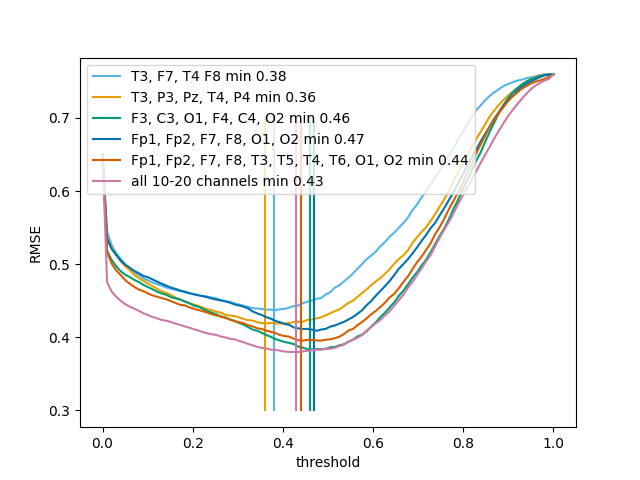 T3, F7, T4 F8 min 0.38
T3, P3, Pz, T4, P4 min 0.36
F3, C3, O1, F4, C4, O2 min 0.46
Fp1, Fp2, F7, F8, O1, O2 min 0.47
Fp1, Fp2, F7, F8, T3, T5, T4, T6, O1, O2 min 0.44
all 10-20 channels min 0.43
0.7
0.6
0.5
0.4
0.3
RMSE
0.0 0.2 0.4 0.6 0.8 1.0
threshold